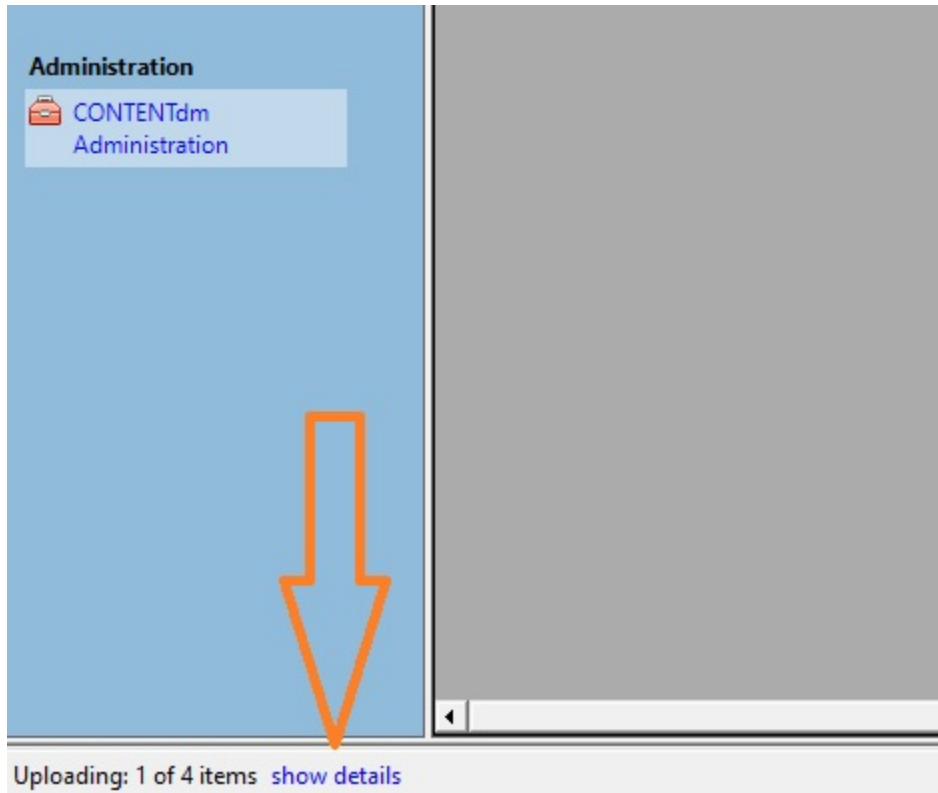 Administration
CONTENTdm
Administration
Uploading: 1 of 4 items show details